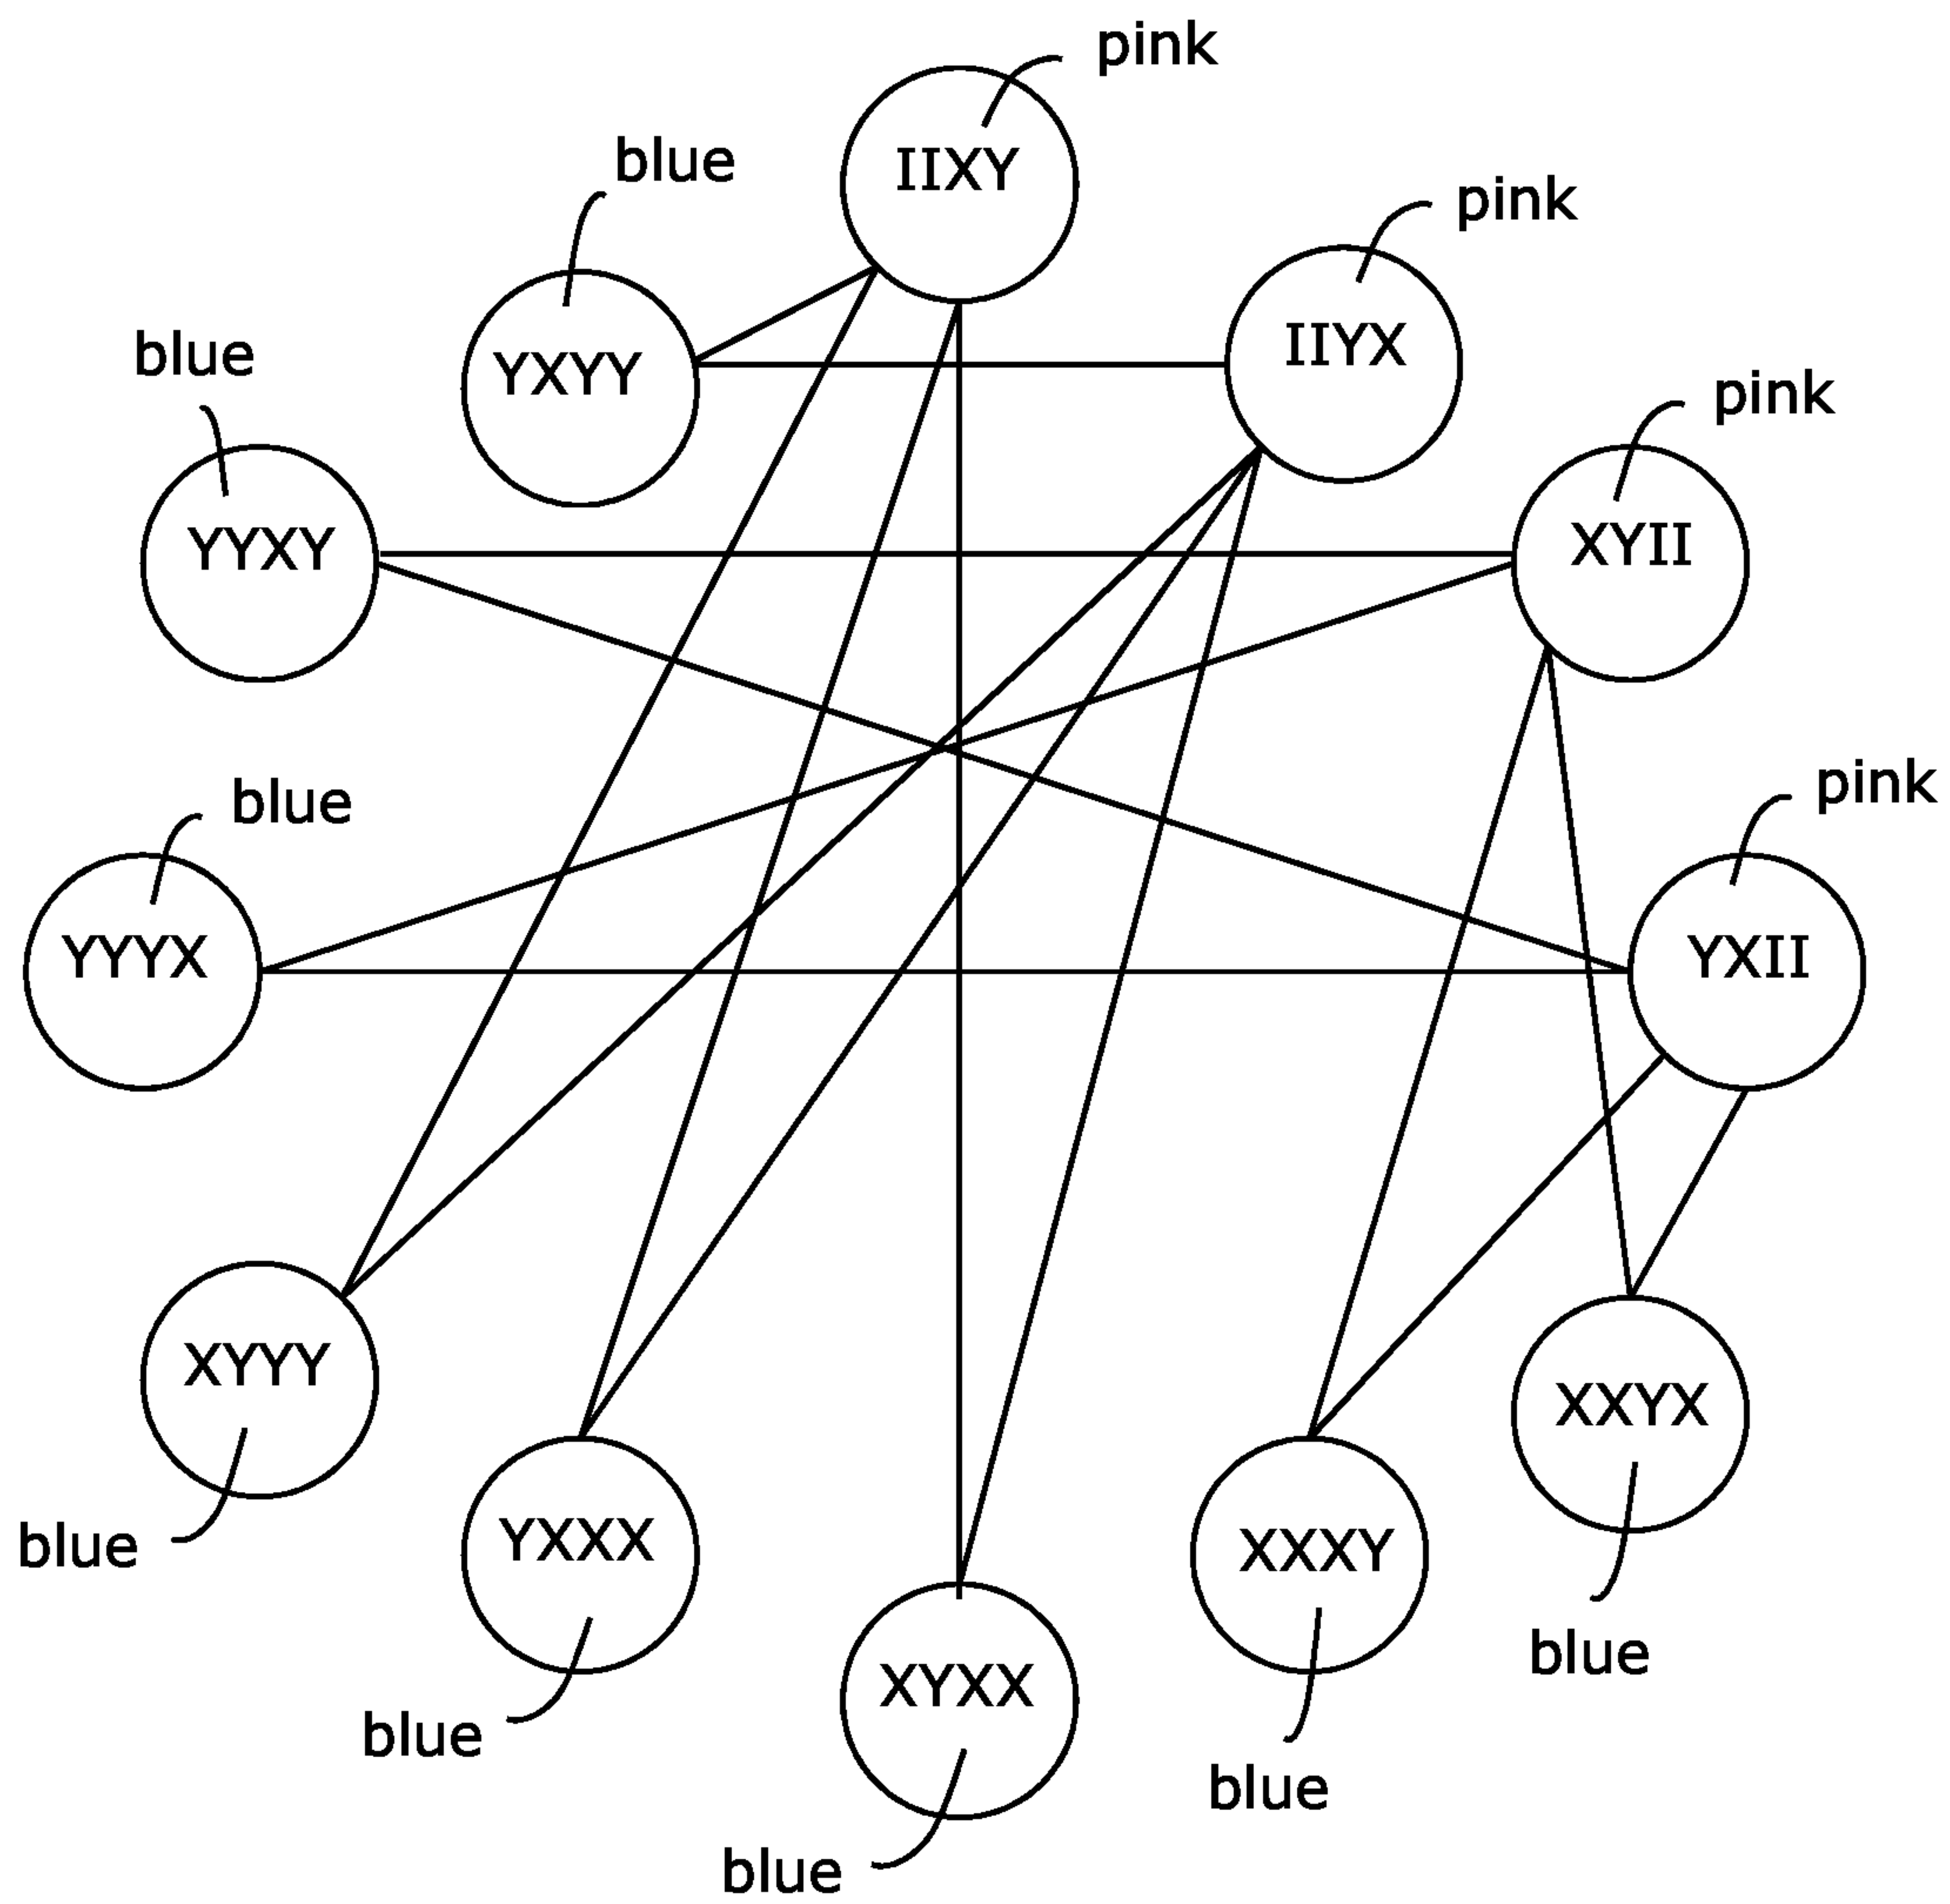 pink
IIXY
blue
YXYY
pink
IIYX
blue
YYXY
pink
XYII
blue
YYYX
pink
YXII
XYYY
blue
YXXX
blue
XYXX
blue
XXXY
blue
XXYX
blue